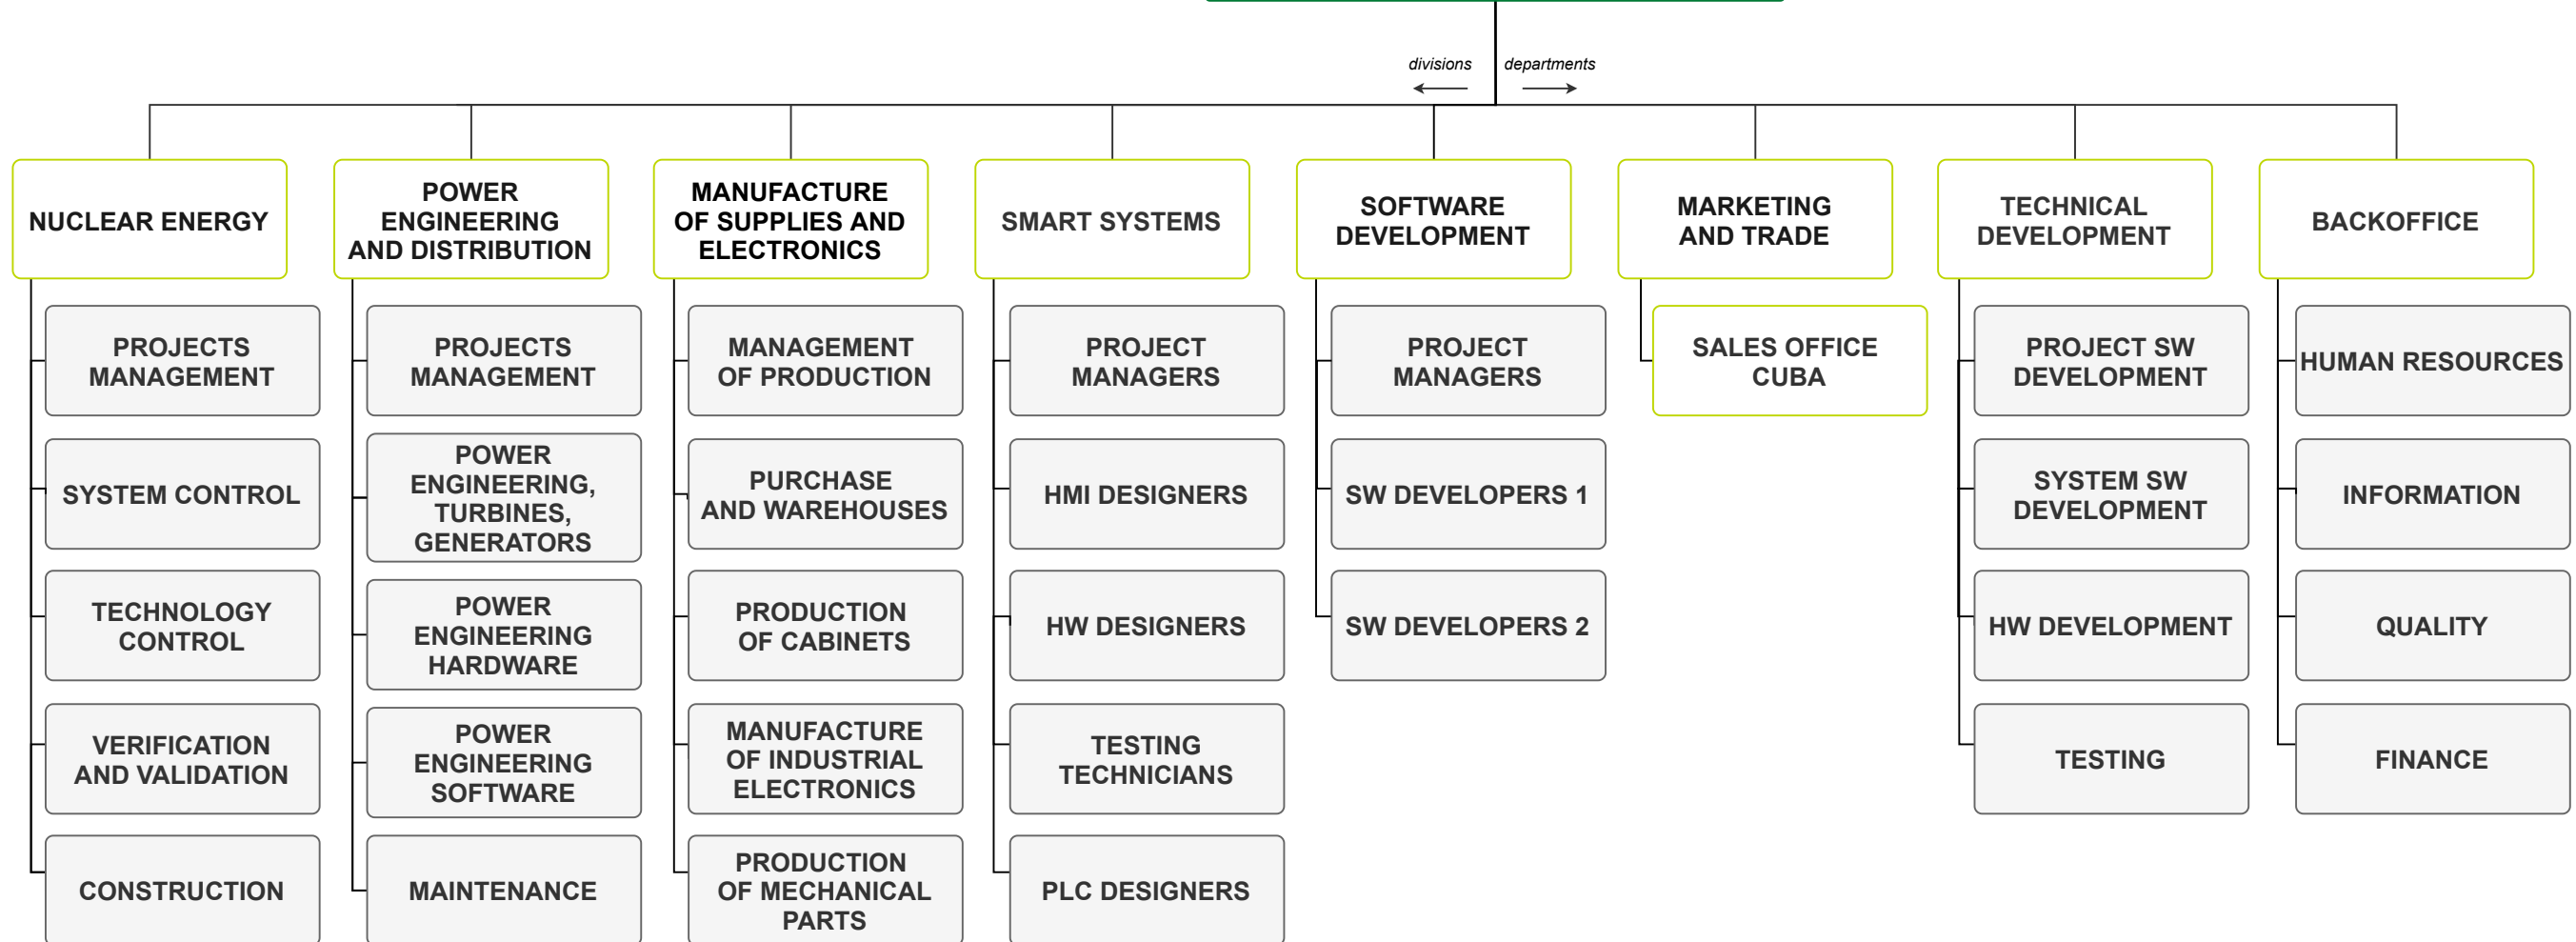 divisions departments
NUCLEAR ENERGY
POWER
ENGINEERING
AND DISTRIBUTION
MANUFACTURE
OF SUPPLIES AND
ELECTRONICS
SMART SYSTEMS
SOFTWARE
DEVELOPMENT
MARKETING
AND TRADE
TECHNICAL
DEVELOPMENT
BACKOFFICE
PROJECTS
MANAGEMENT
SYSTEM CONTROL
TECHNOLOGY
CONTROL
VERIFICATION
AND VALIDATION
CONSTRUCTION
PROJECTS
MANAGEMENT
POWER
ENGINEERING,
TURBINES,
GENERATORS
POWER
ENGINEERING
HARDWARE
POWER
ENGINEERING
SOFTWARE
MAINTENANCE
MANAGEMENT
OF PRODUCTION
PURCHASE
AND WAREHOUSES
PRODUCTION
OF CABINETS
MANUFACTURE
OF INDUSTRIAL
ELECTRONICS
PRODUCTION
OF MECHANICAL
PARTS
PROJECT
MANAGERS
HMI DESIGNERS
HW DESIGNERS
TESTING
TECHNICIANS
PLC DESIGNERS
PROJECT
MANAGERS
SW DEVELOPERS 1
SW DEVELOPERS 2
SALES OFFICE
CUBA
PROJECT SW
DEVELOPMENT
SYSTEM SW
DEVELOPMENT
HW DEVELOPMENT
TESTING
HUMAN RESOURCES
INFORMATION
QUALITY
FINANCE